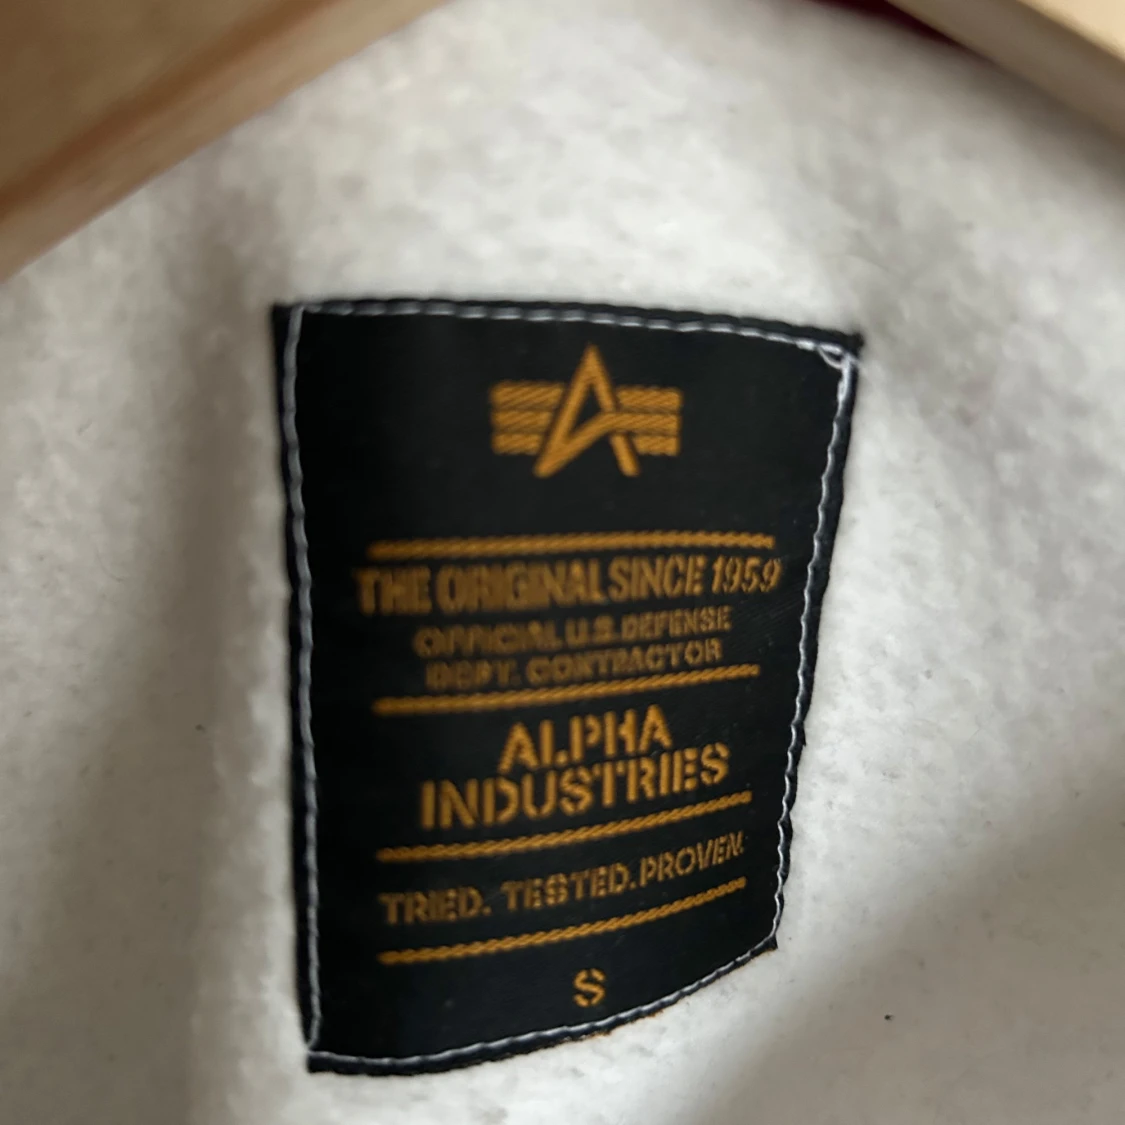 THE ORIGINAL SINCE 1959
OFFICIAL U.S. DEFENSE
DEPT. CONTRACTOR
ALPHA
INDUSTRIES
TRIED. TESTED. PROVEN.
S